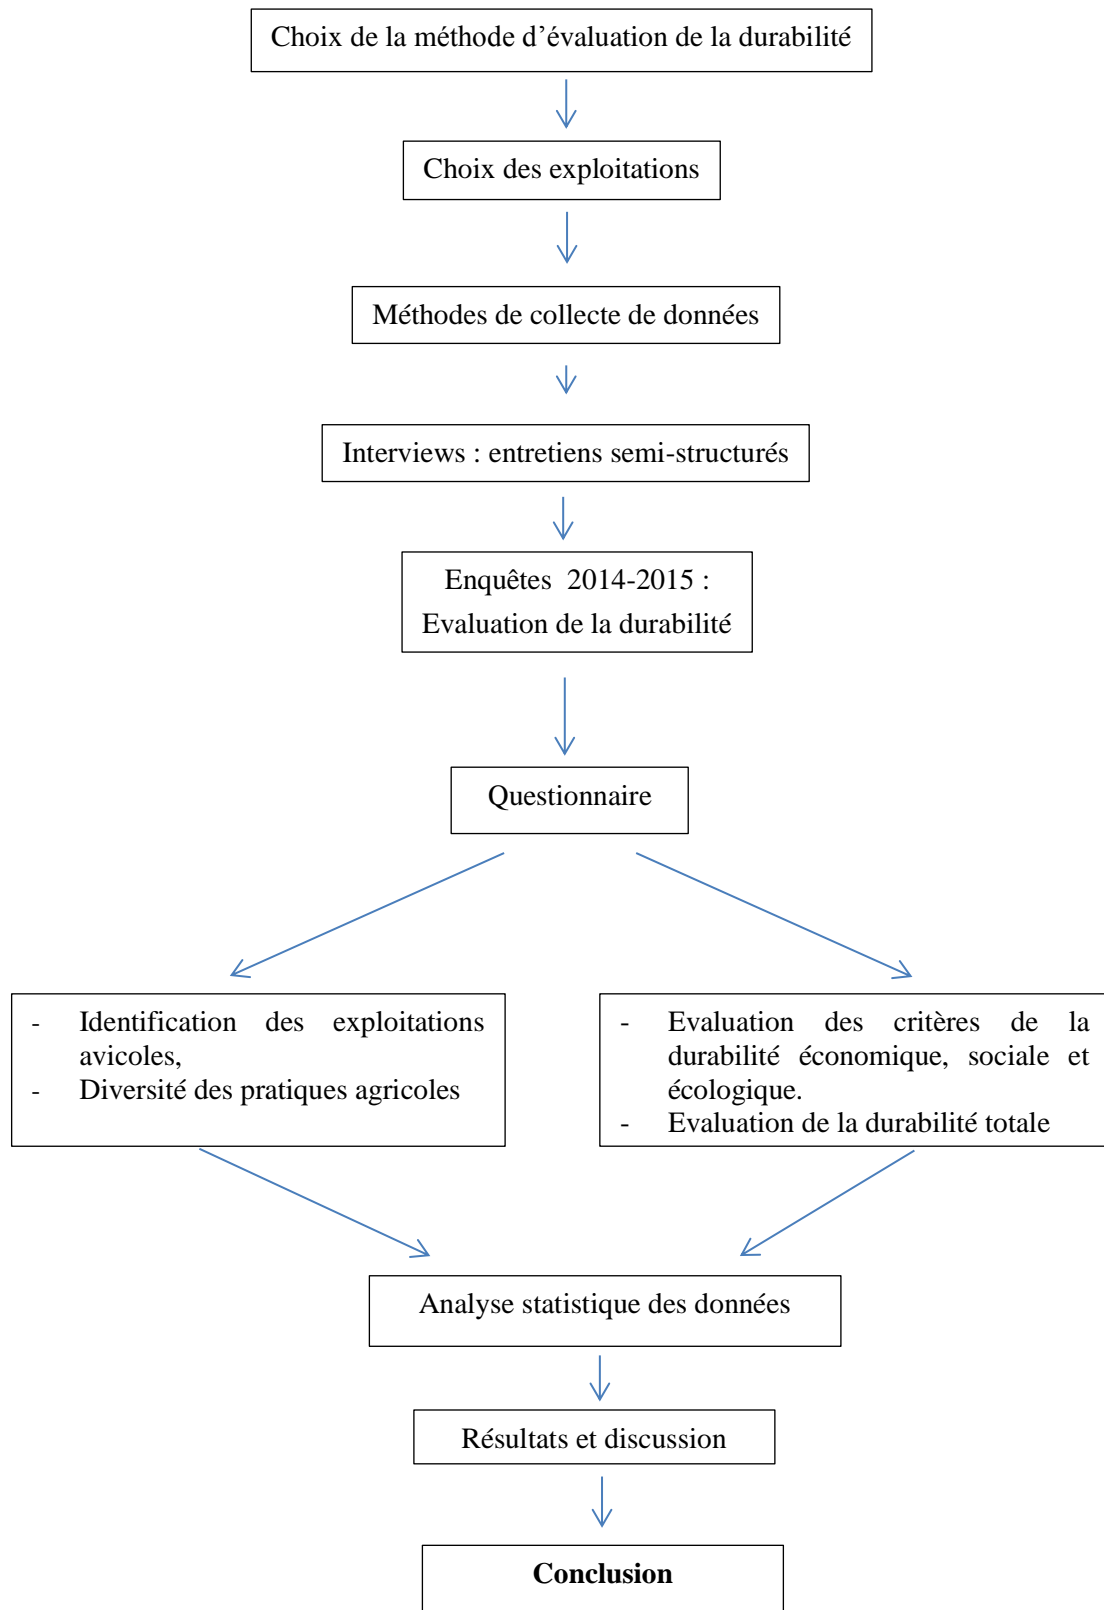 Choix de la méthode d’évaluation de la durabilité
Choix des exploitations
Méthodes de collecte de données
Interviews : entretiens semi-structurés
Enquêtes 2014-2015 :
Evaluation de la durabilité
Questionnaire
- Identification des exploitations
avicoles,
- Diversité des pratiques agricoles
- Evaluation des critères de la
durabilité économique, sociale et
écologique.
- Evaluation de la durabilité totale
Analyse statistique des données
Résultats et discussion
Conclusion